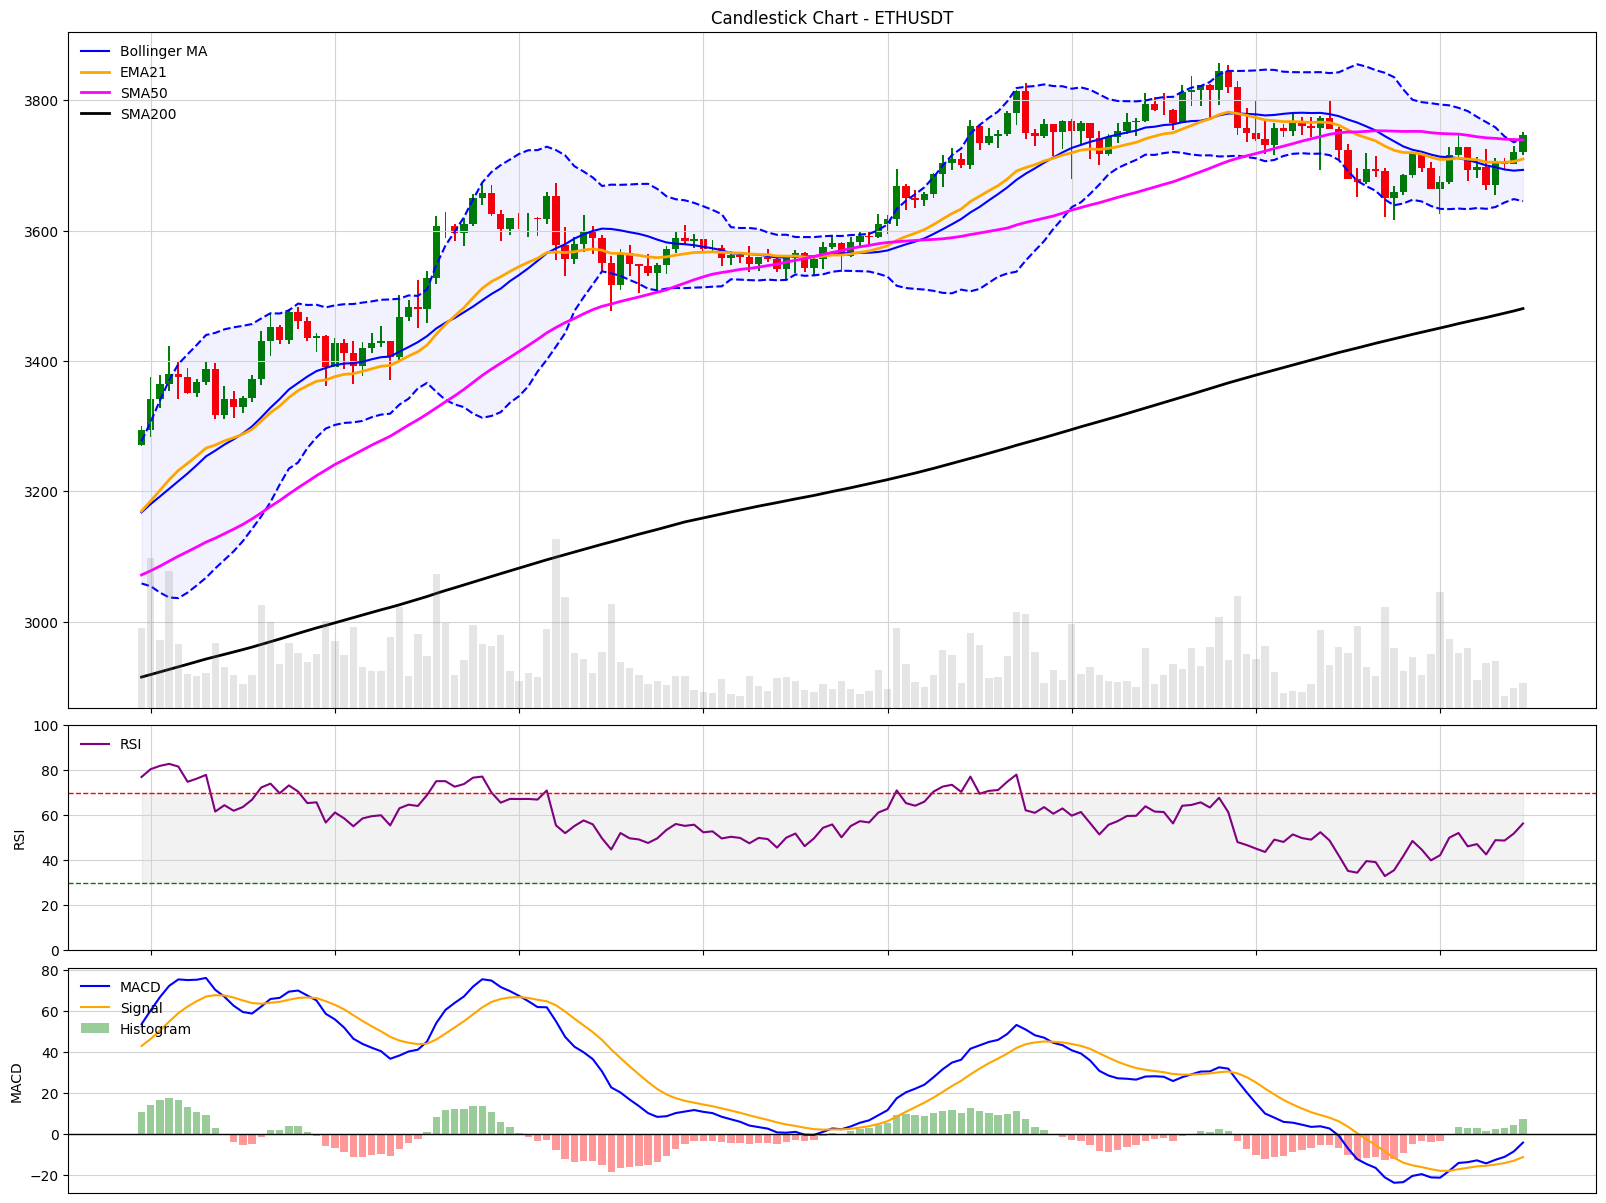 Candlestick Chart - ETHUSDT
Bollinger MA
EMA21
SMA50
SMA200
3800
3600
3400
3200
3000
RSI
100
80
60
40
20
0
RSI
MACD
Signal
Histogram
80
60
40
20
0
−20
MACD